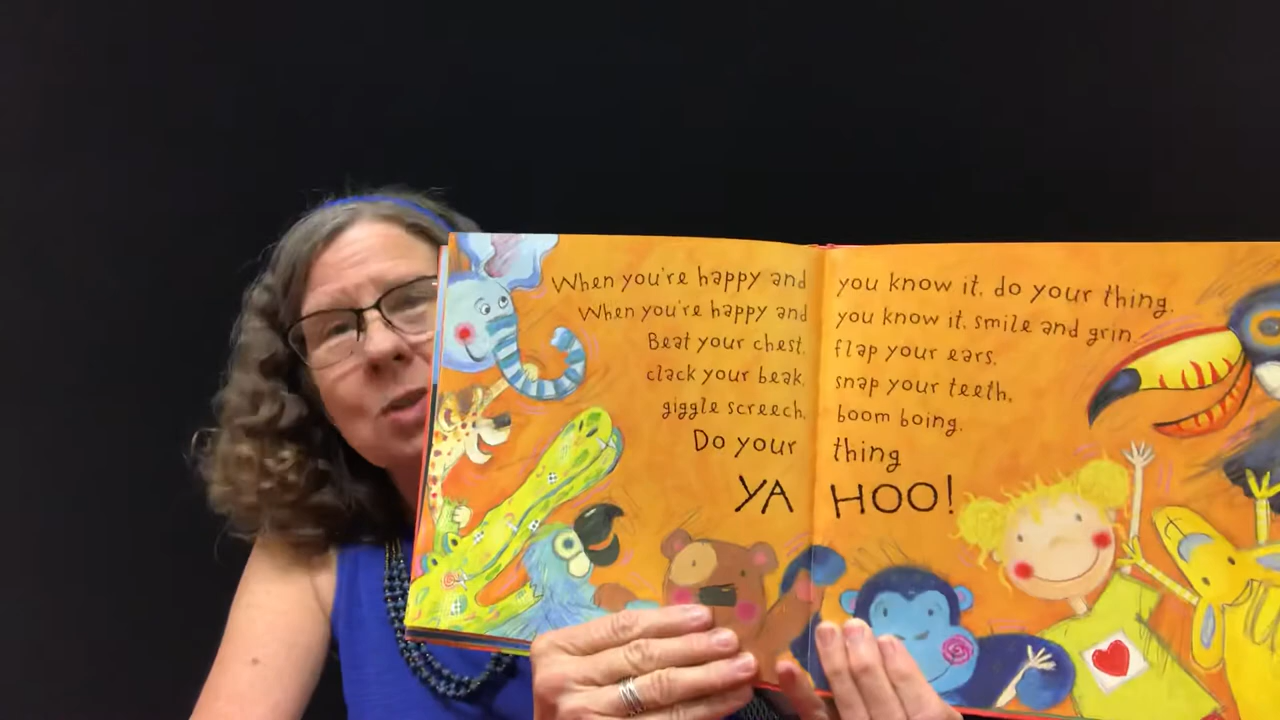 When you're happy and you know it, do your thing.
When you're happy and you know it, smile and grin.
Beat your chest, flap your ears,
clack your beak, snap your teeth,
giggle screech, boom boing.
Do your thing
YA HOO!